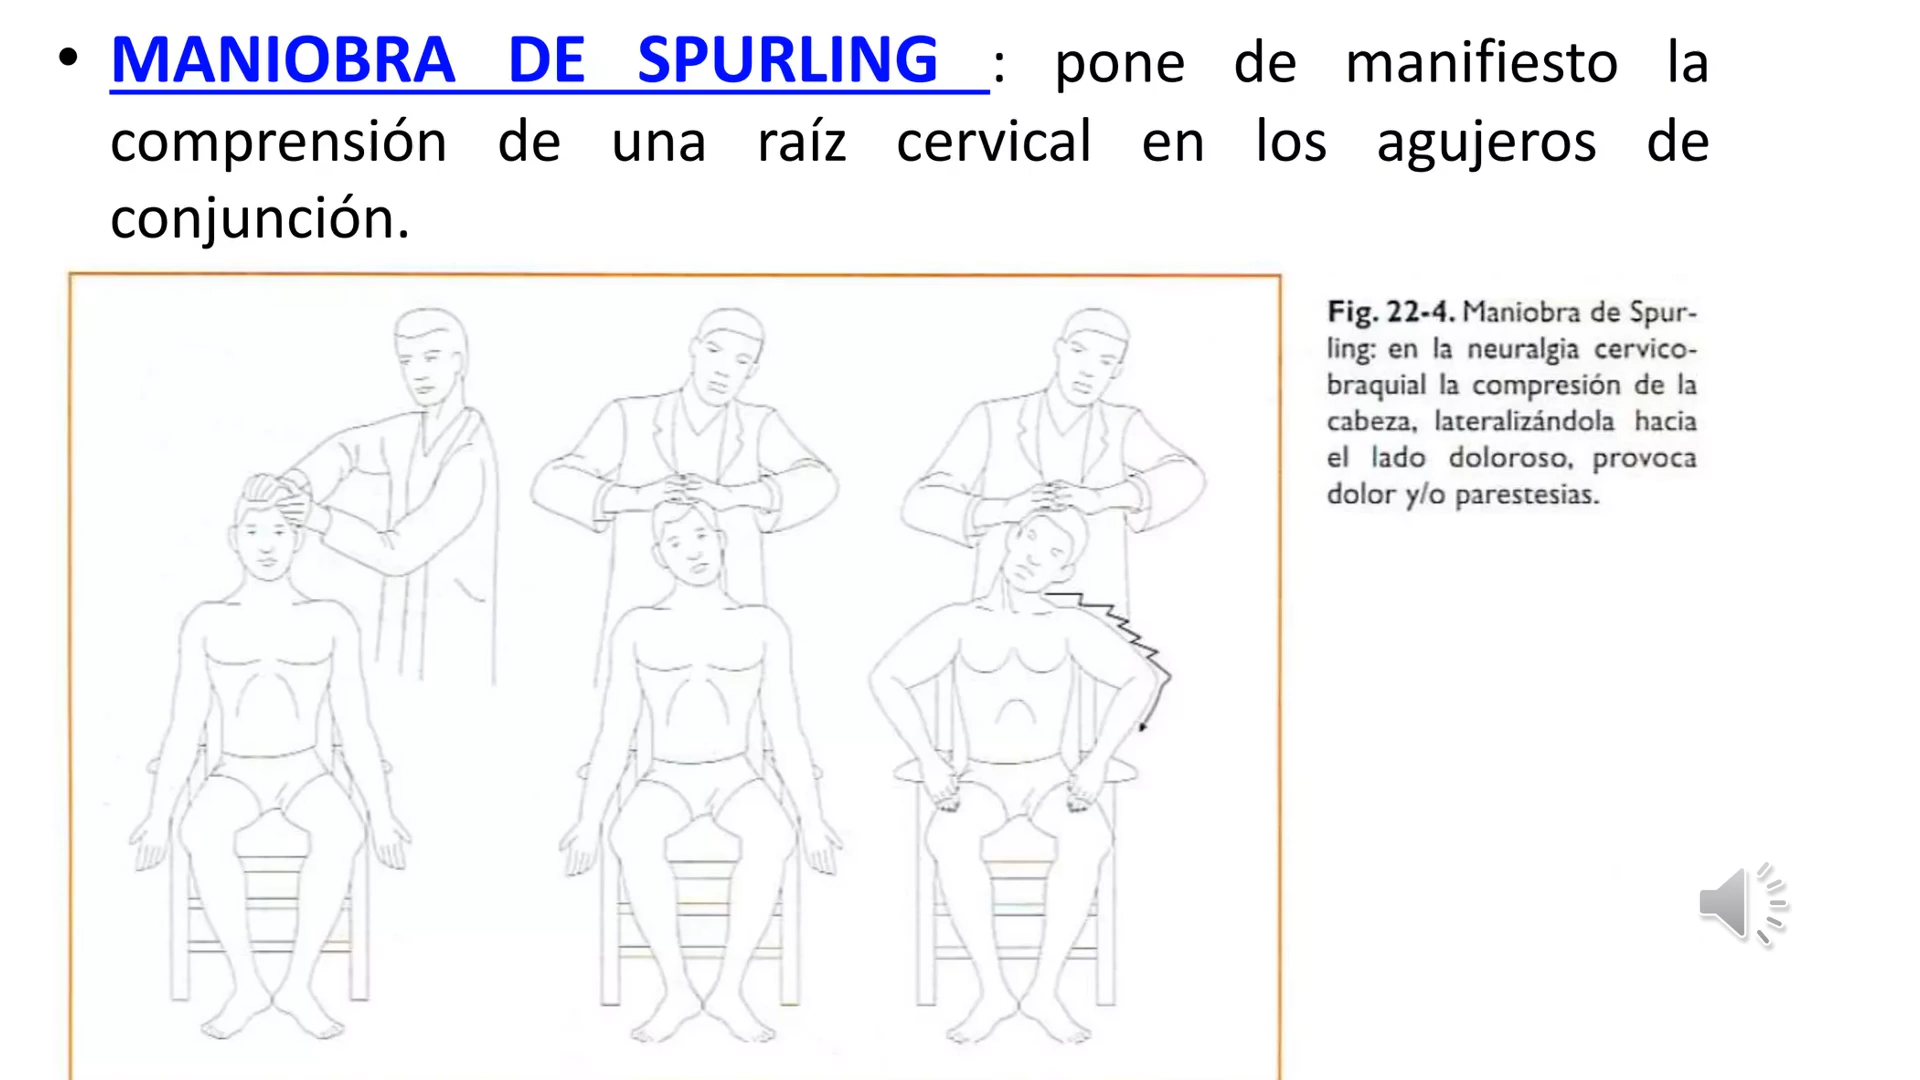 • MANIOBRA DE SPURLING : pone de manifiesto la
comprensión de una raíz cervical en los agujeros de
conjunción.
Fig. 22-4. Maniobra de Spur-
ling: en la neuralgia cervico-
braquial la compresión de la
cabeza, lateralizándola hacia
el lado doloroso, provoca
dolor y/o parestesias.